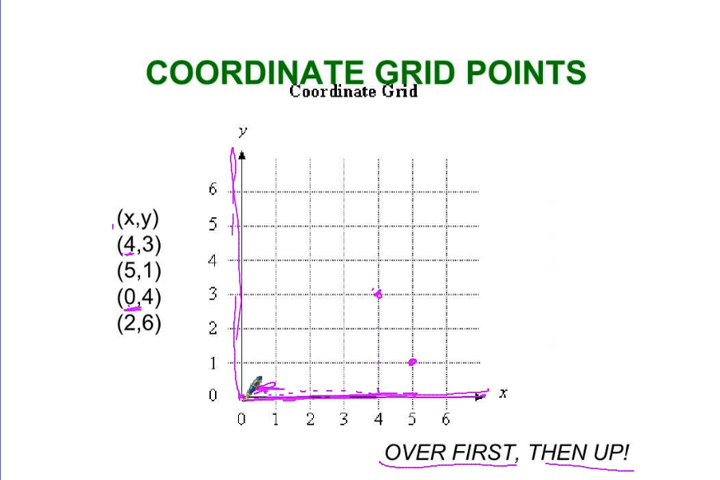 COORDINATE GRID POINTS
Coordinate Grid
y
6
5
4
3
2
1
0
(x,y)
(4,3)
(5,1)
(0,4)
(2,6)
x
0 1 2 3 4 5 6
OVER FIRST, THEN UP!